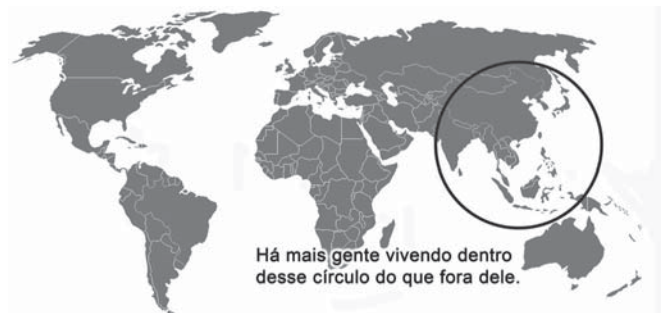 Há mais gente vivendo dentro
desse círculo do que fora dele.